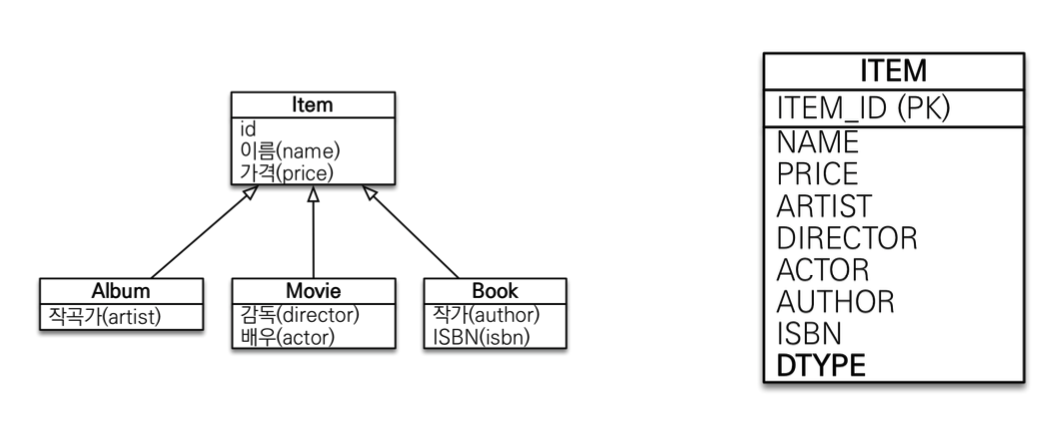 Item
id
이름(name)
가격(price)
Album
작곡가(artist)
Movie
감독(director)
배우(actor)
Book
작가(author)
ISBN(isbn)
ITEM
ITEM_ID (PK)
NAME
PRICE
ARTIST
DIRECTOR
ACTOR
AUTHOR
ISBN
DTYPE